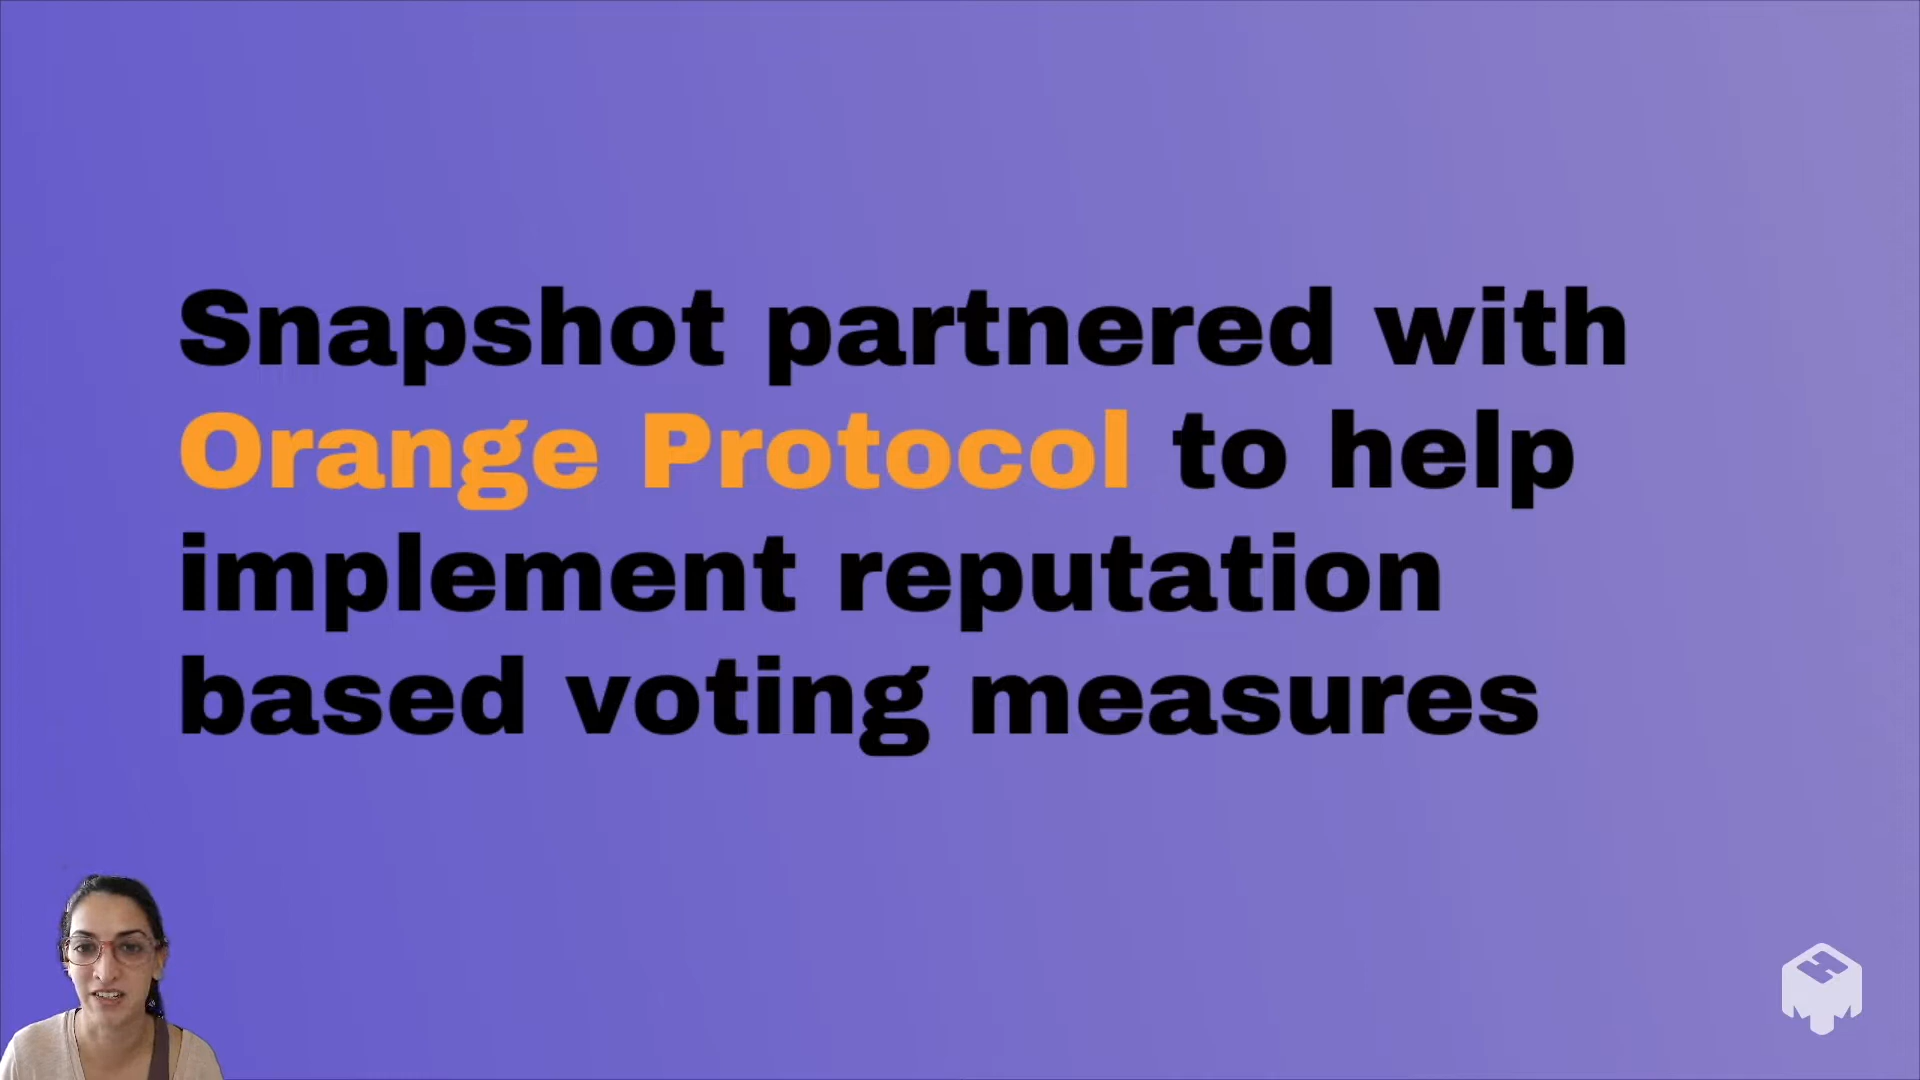 Snapshot partnered with
Orange Protocol to help
implement reputation
based voting measures